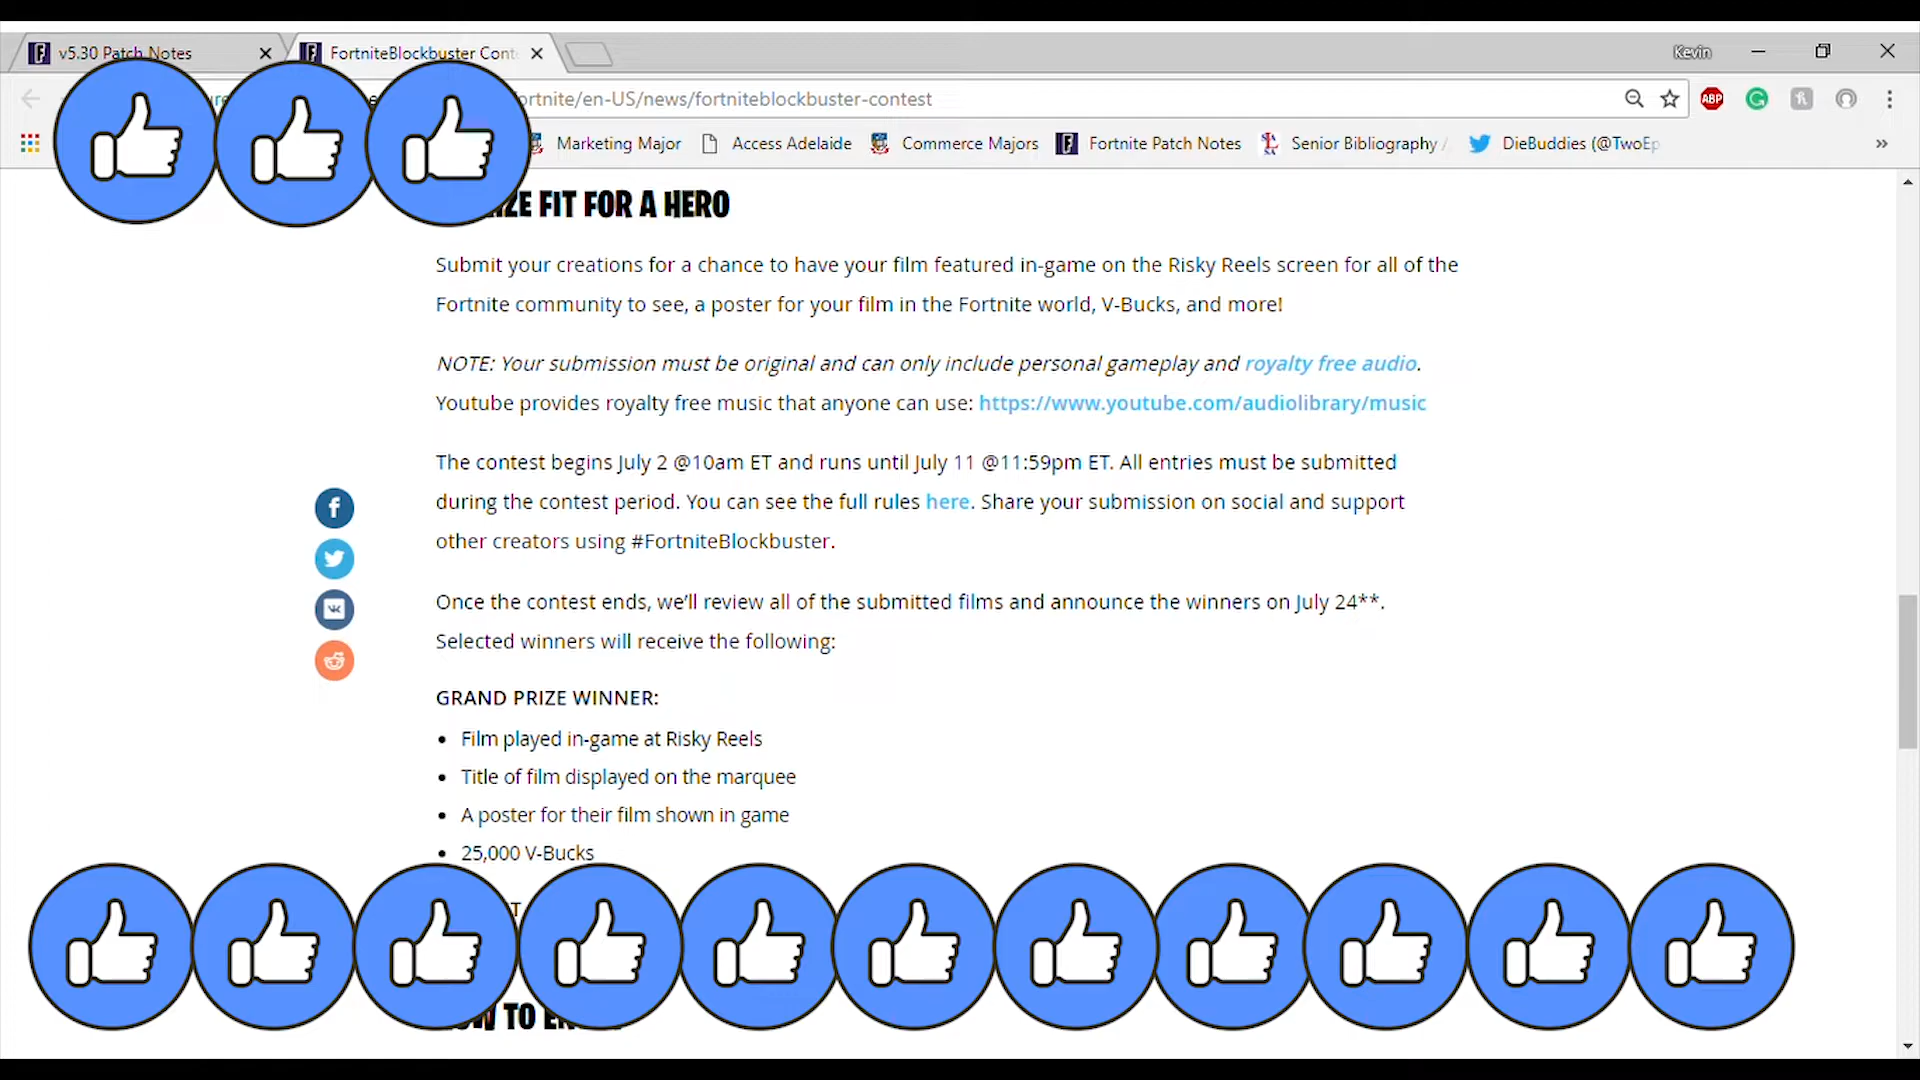 v5.30 Patch Notes
FortniteBlockbuster Cont
Kevin
ortnite/en-US/news/fortniteblockbuster-contest
ABP
Marketing Major
Access Adelaide
Commerce Majors
Fortnite Patch Notes
Senior Bibliography /
DieBuddies (@TwoEp
»
FIT FOR A HERO
Submit your creations for a chance to have your film featured in-game on the Risky Reels screen for all of the
Fortnite community to see, a poster for your film in the Fortnite world, V-Bucks, and more!
NOTE: Your submission must be original and can only include personal gameplay and royalty free audio.
Youtube provides royalty free music that anyone can use: https://www.youtube.com/audiolibrary/music
The contest begins July 2 @10am ET and runs until July 11 @11:59pm ET. All entries must be submitted
during the contest period. You can see the full rules here. Share your submission on social and support
other creators using #FortniteBlockbuster.
Once the contest ends, we’ll review all of the submitted films and announce the winners on July 24**.
Selected winners will receive the following:
GRAND PRIZE WINNER:
• Film played in-game at Risky Reels
• Title of film displayed on the marquee
• A poster for their film shown in game
• 25,000 V-Bucks
TO